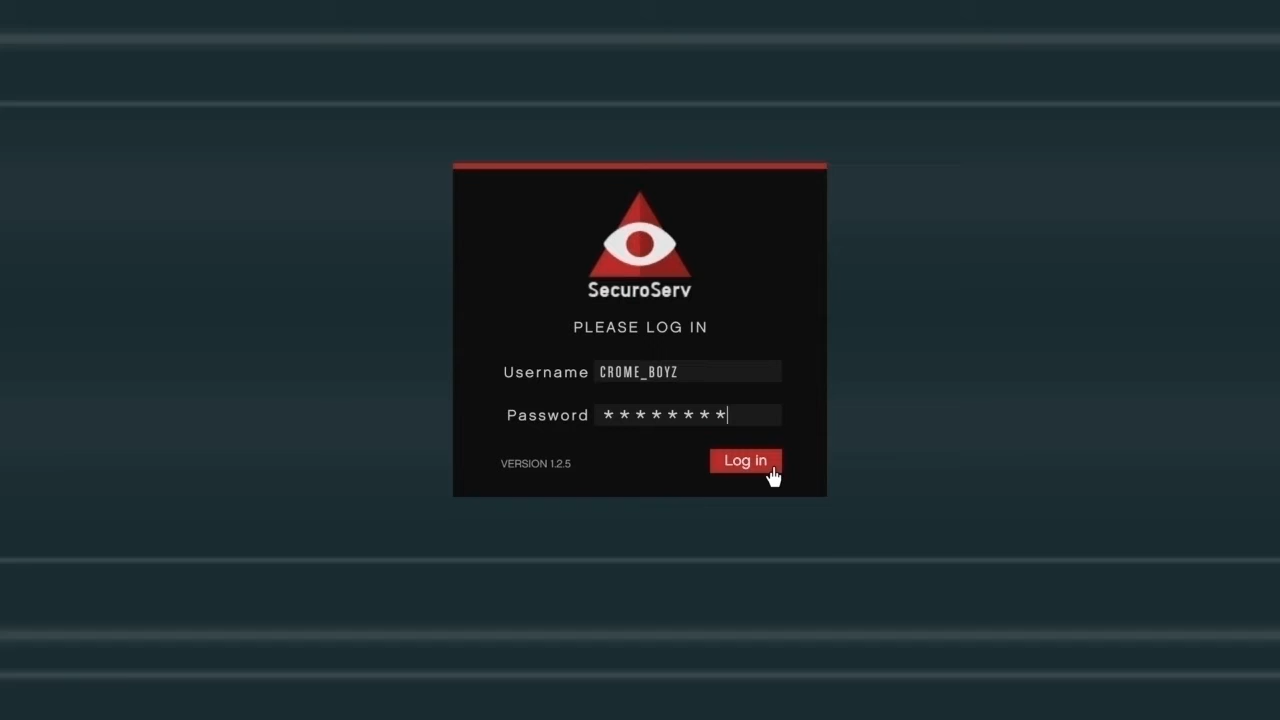 SecuroServ
PLEASE LOG IN
Username CROME_BOYZ
Password ********
VERSION 1.2.5 Log in